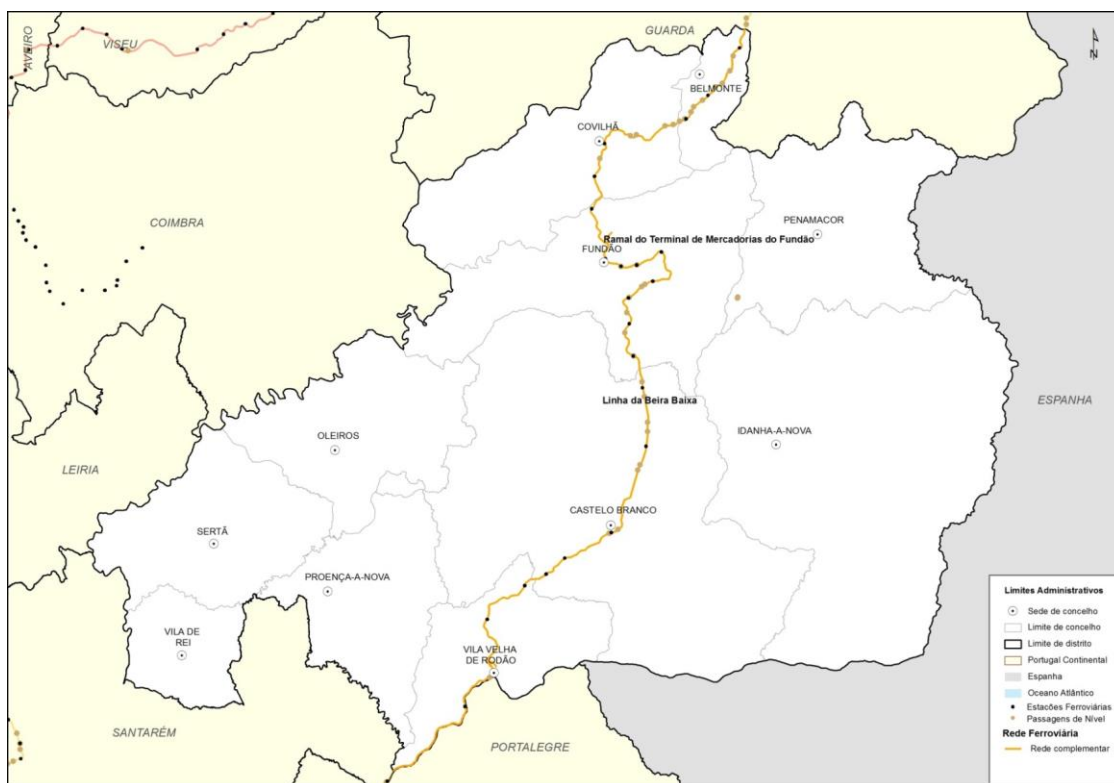 AVEIRO
VISEU
GUARDA
N
BELMONTE
COVILHÃ
COIMBRA
PENAMACOR
Ramal do Terminal de Mercadorias do Fundão
FUNDÃO
Linha da Beira Baixa
ESPANHA
OLEIROS
IDANHA-A-NOVA
LEIRIA
CASTELO BRANCO
SERTÃ
PROENÇA-A-NOVA
VILA DE
REI
VILA VELHA
DE RODÃO
SANTARÉM
PORTALEGRE
Limites Administrativos
Sede de concelho
Limite de concelho
Limite de distrito
Portugal Continental
Espanha
Oceano Atlântico
Estações Ferroviárias
Passagens de Nível
Rede Ferroviária
Rede complementar